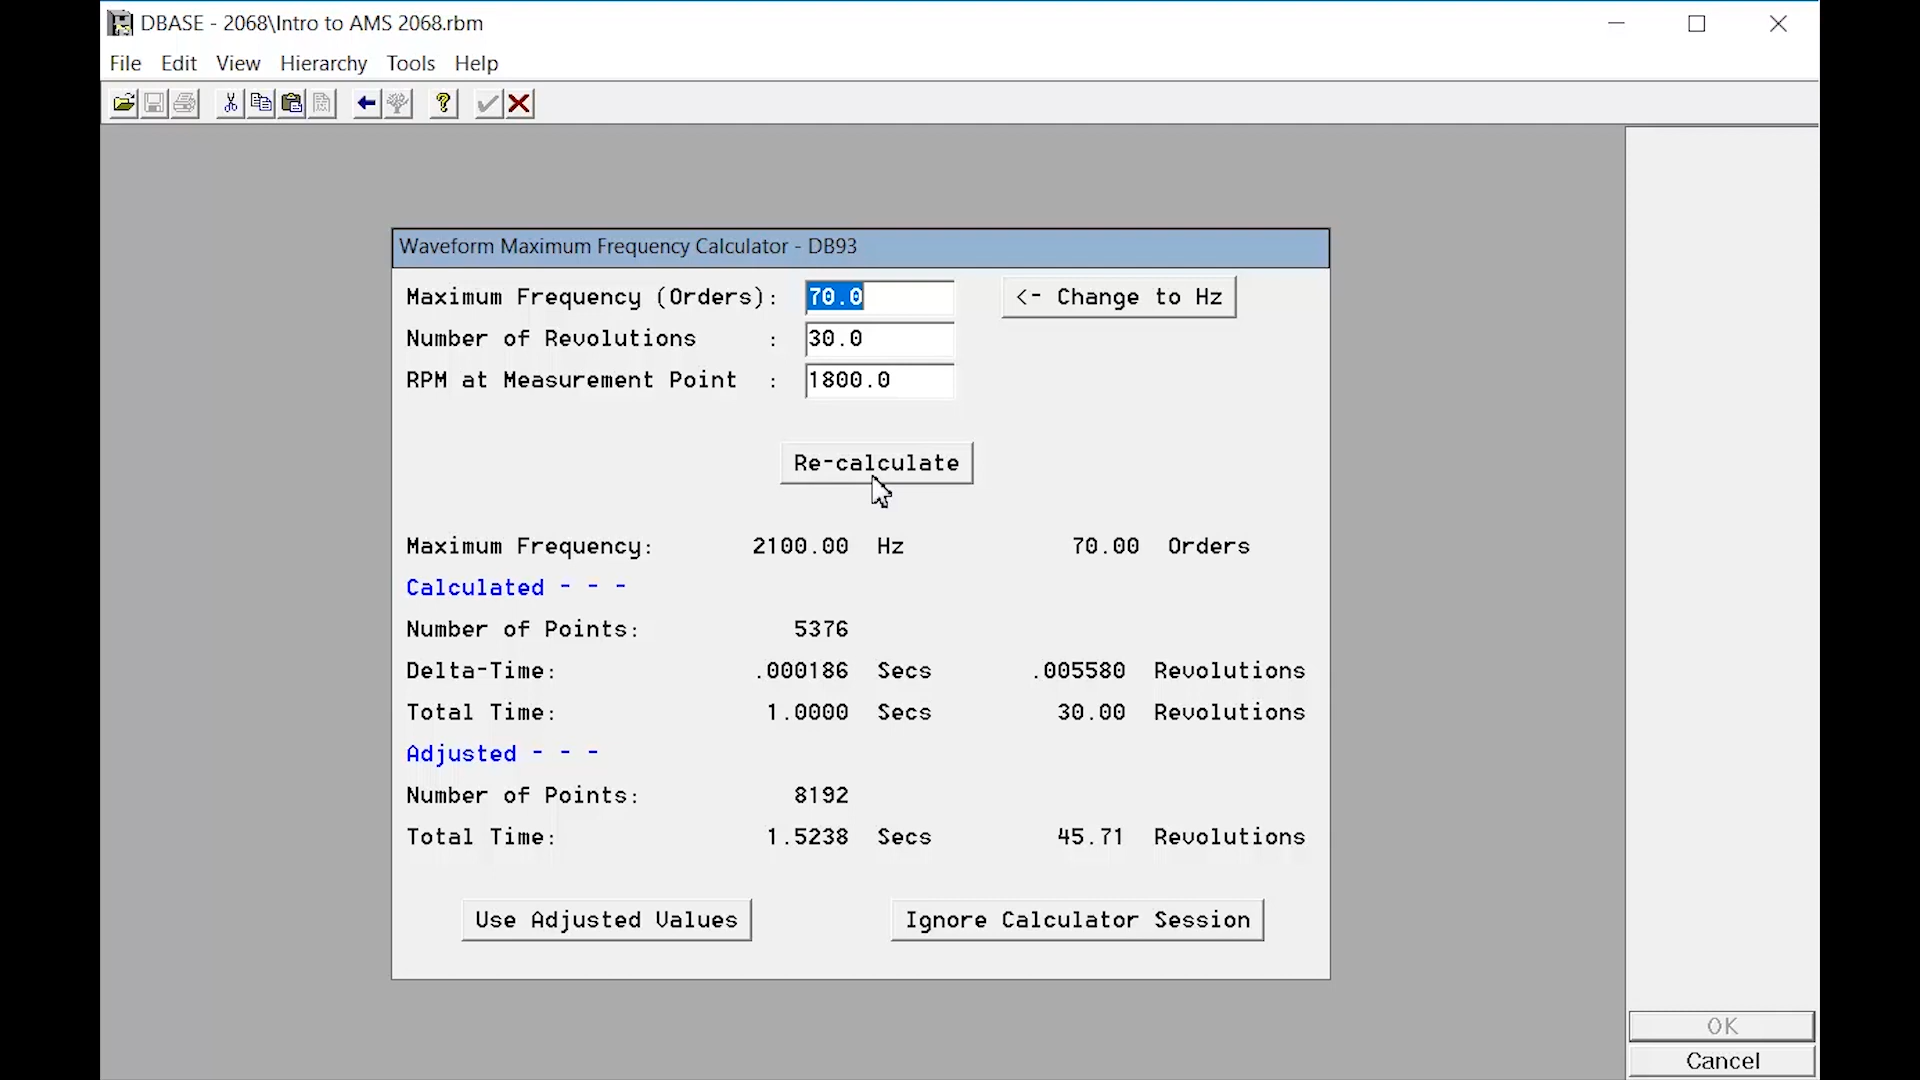 DBASE - 2068\Intro to AMS 2068.rbm
File Edit View Hierarchy Tools Help
Waveform Maximum Frequency Calculator - DB93
Maximum Frequency (Orders): 70.0 <- Change to Hz
Number of Revolutions : 30.0
RPM at Measurement Point : 1800.0
Re-calculate
Maximum Frequency: 2100.00 Hz 70.00 Orders
Calculated - - -
Number of Points: 5376
Delta-Time: .000186 Secs .005580 Revolutions
Total Time: 1.0000 Secs 30.00 Revolutions
Adjusted - - -
Number of Points: 8192
Total Time: 1.5238 Secs 45.71 Revolutions
Use Adjusted Values Ignore Calculator Session
OK
Cancel